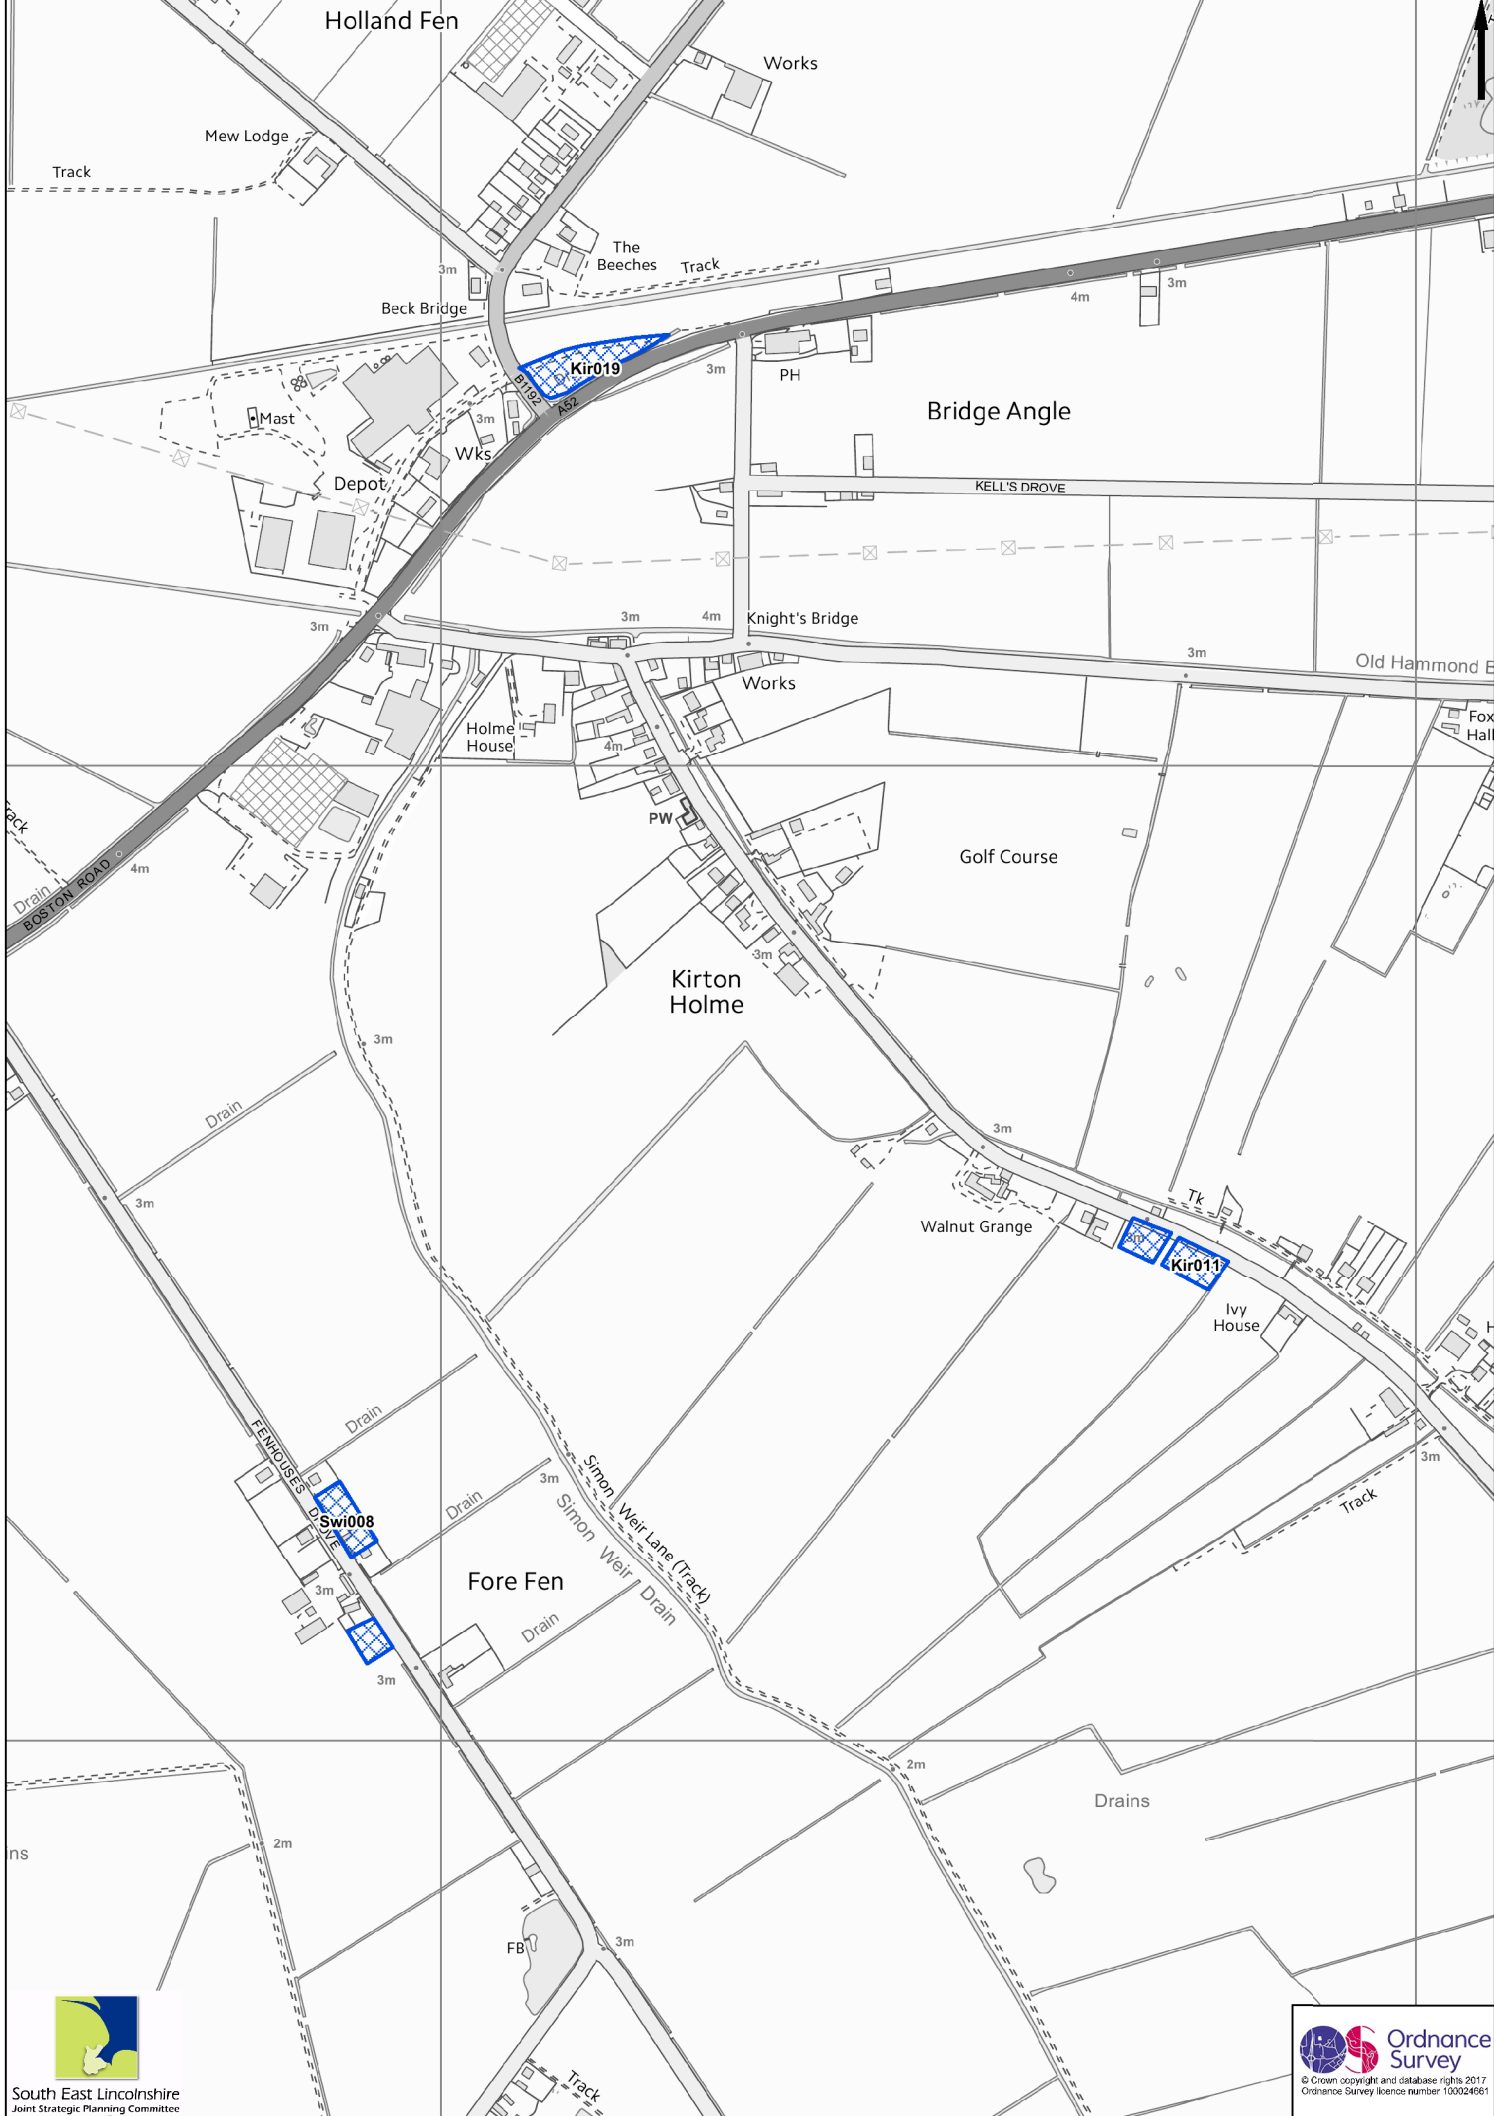 Holland Fen
Works
Mew Lodge
Track
The
Beeches
Track
3m
Beck Bridge
3m
4m
Kir019
B1192
A52
3m
PH
Bridge Angle
Mast
3m
Wks
Depot
KELL'S DROVE
3m
3m
4m
Knight's Bridge
3m
Old Hammond
Works
Holme
House
4m
Fox
Hall
PW
Golf Course
Drain
BOSTON ROAD
4m
3m
Kirton
Holme
3m
Drain
3m
3m
Tk
Walnut Grange
3m
Kir011
Ivy
House
Drain
FENHOUSES DROVE
3m
Simon Weir Lane (Track)
Simon Weir Drain
Drain
3m
Track
Swi008
3m
Fore Fen
Drain
3m
2m
Drains
2m
FB
3m
Track
South East Lincolnshire
Joint Strategic Planning Committee
Ordnance
Survey
© Crown copyright and database rights 2017
Ordnance Survey licence number 100024661